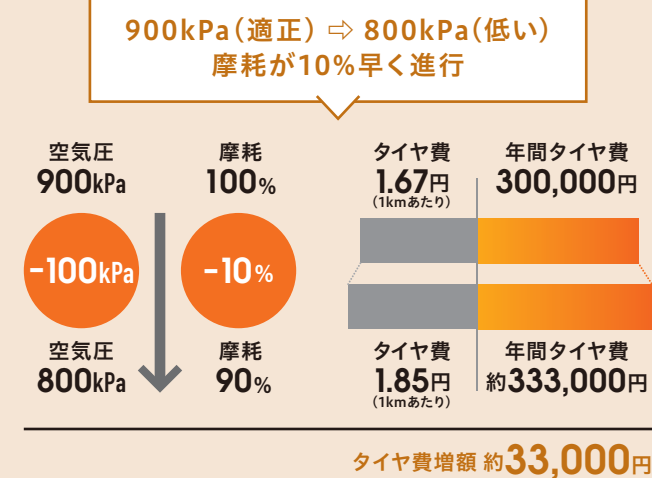 900kPa(適正) ⇨ 800kPa(低い)
摩耗が10%早く進行
空気圧
900kPa
摩耗
100%
タイヤ費
1.67円
(1kmあたり)
年間タイヤ費
300,000円
-100kPa
-10%
空気圧
800kPa
摩耗
90%
タイヤ費
1.85円
(1kmあたり)
年間タイヤ費
約333,000円
タイヤ費増額 約33,000円